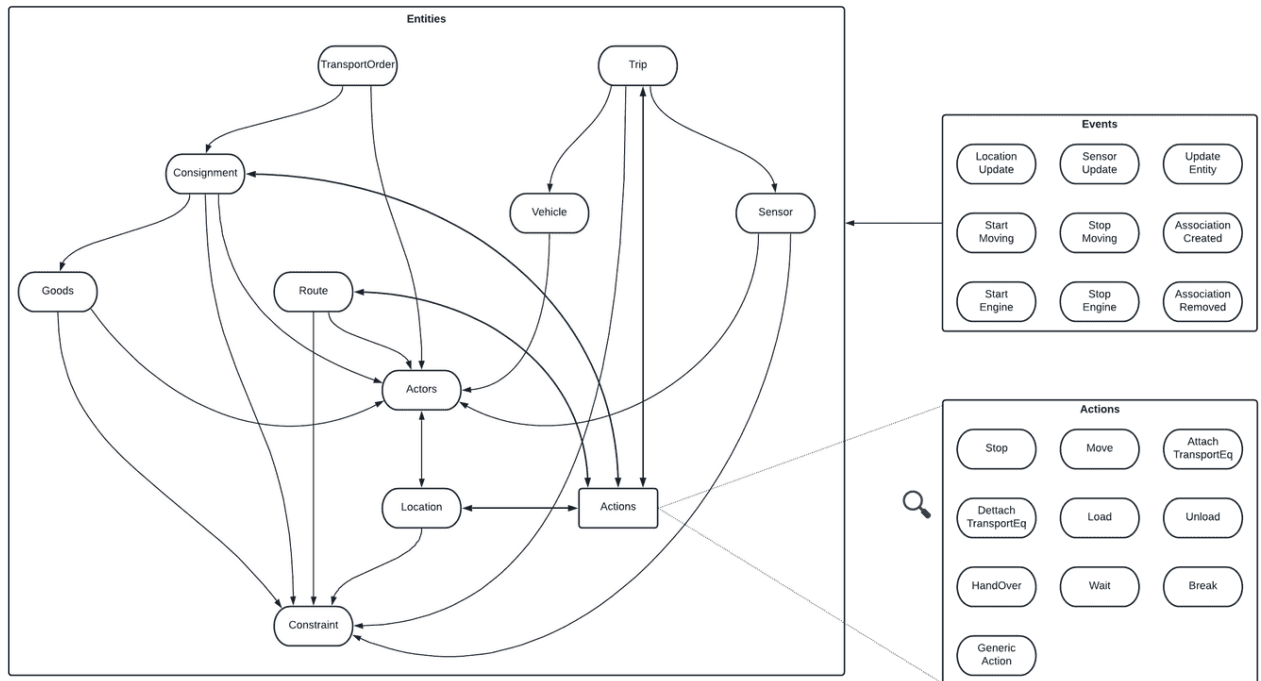 Entities
TransportOrder
Trip
Consignment
Vehicle
Sensor
Goods
Route
Actors
Location
Actions
Constraint
Events
Location
Update
Sensor
Update
Update
Entity
Start
Moving
Stop
Moving
Association
Created
Start
Engine
Stop
Engine
Association
Removed
Actions
Stop
Move
Attach
TransportEq
Dettach
TransportEq
Load
Unload
HandOver
Wait
Break
Generic
Action